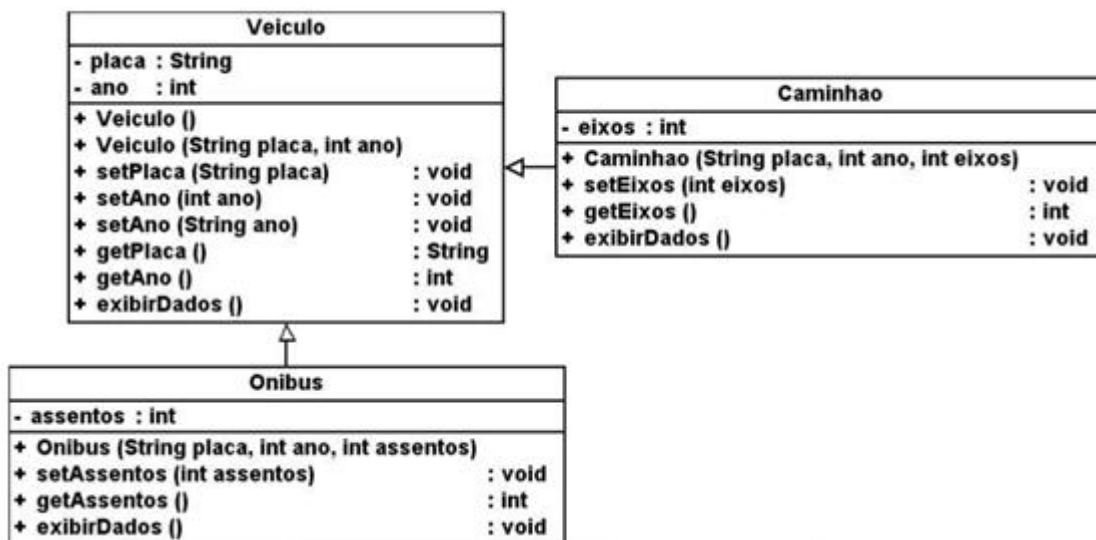 Veiculo
- placa : String
- ano : int
+ Veiculo ()
+ Veiculo (String placa, int ano)
+ setPlaca (String placa) : void
+ setAno (int ano) : void
+ setAno (String ano) : void
+ getPlaca () : String
+ getAno () : int
+ exibirDados () : void
Caminhao
- eixos : int
+ Caminhao (String placa, int ano, int eixos)
+ setEixos (int eixos) : void
+ getEixos () : int
+ exibirDados () : void
Onibus
- assentos : int
+ Onibus (String placa, int ano, int assentos)
+ setAssentos (int assentos) : void
+ getAssentos () : int
+ exibirDados () : void